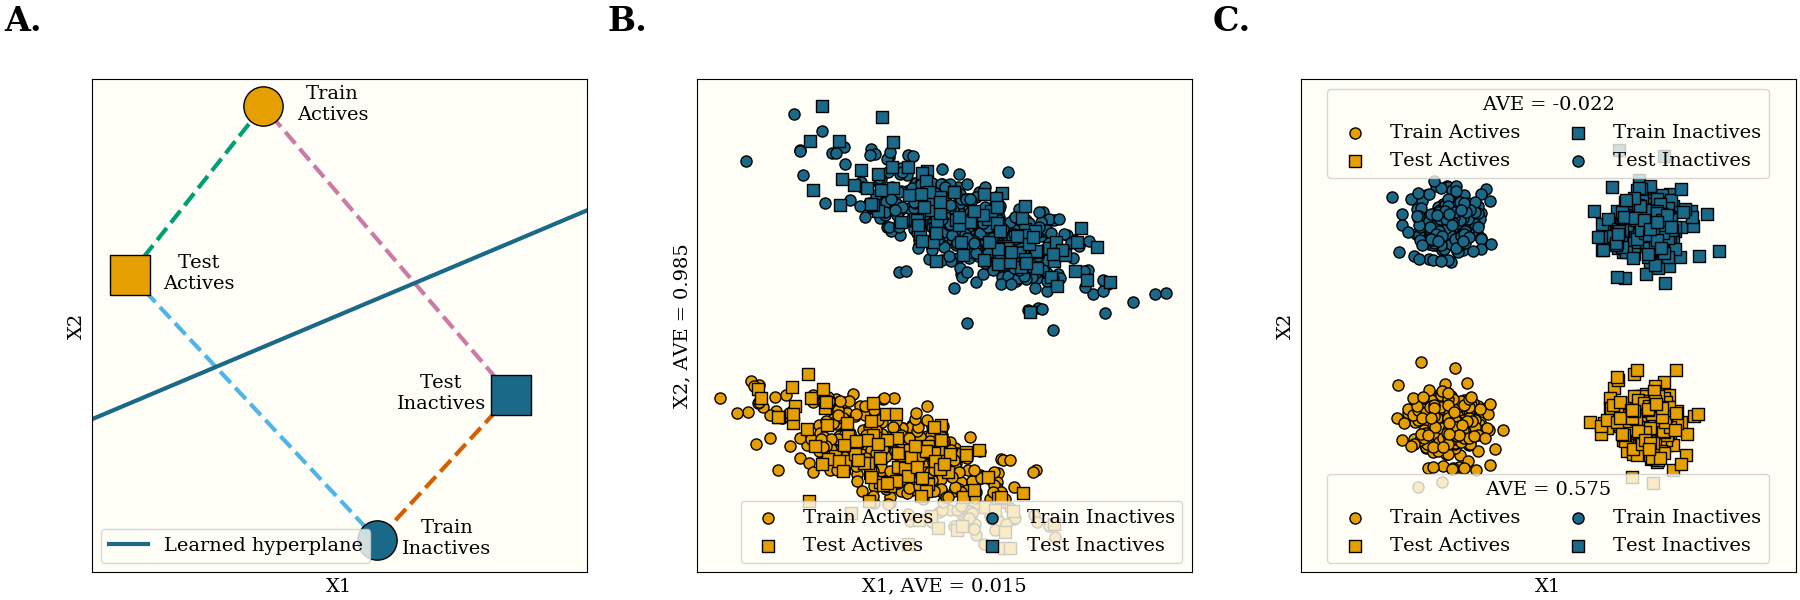 A.
Train
Actives
Test
Actives
Test
Inactives
Train
Inactives
Learned hyperplane
X2
X1
B.
X2, AVE = 0.985
Train Actives
Test Actives
Train Inactives
Test Inactives
X1, AVE = 0.015
C.
AVE = -0.022
Train Actives
Test Actives
Train Inactives
Test Inactives
X2
AVE = 0.575
Train Actives
Test Actives
Train Inactives
Test Inactives
X1